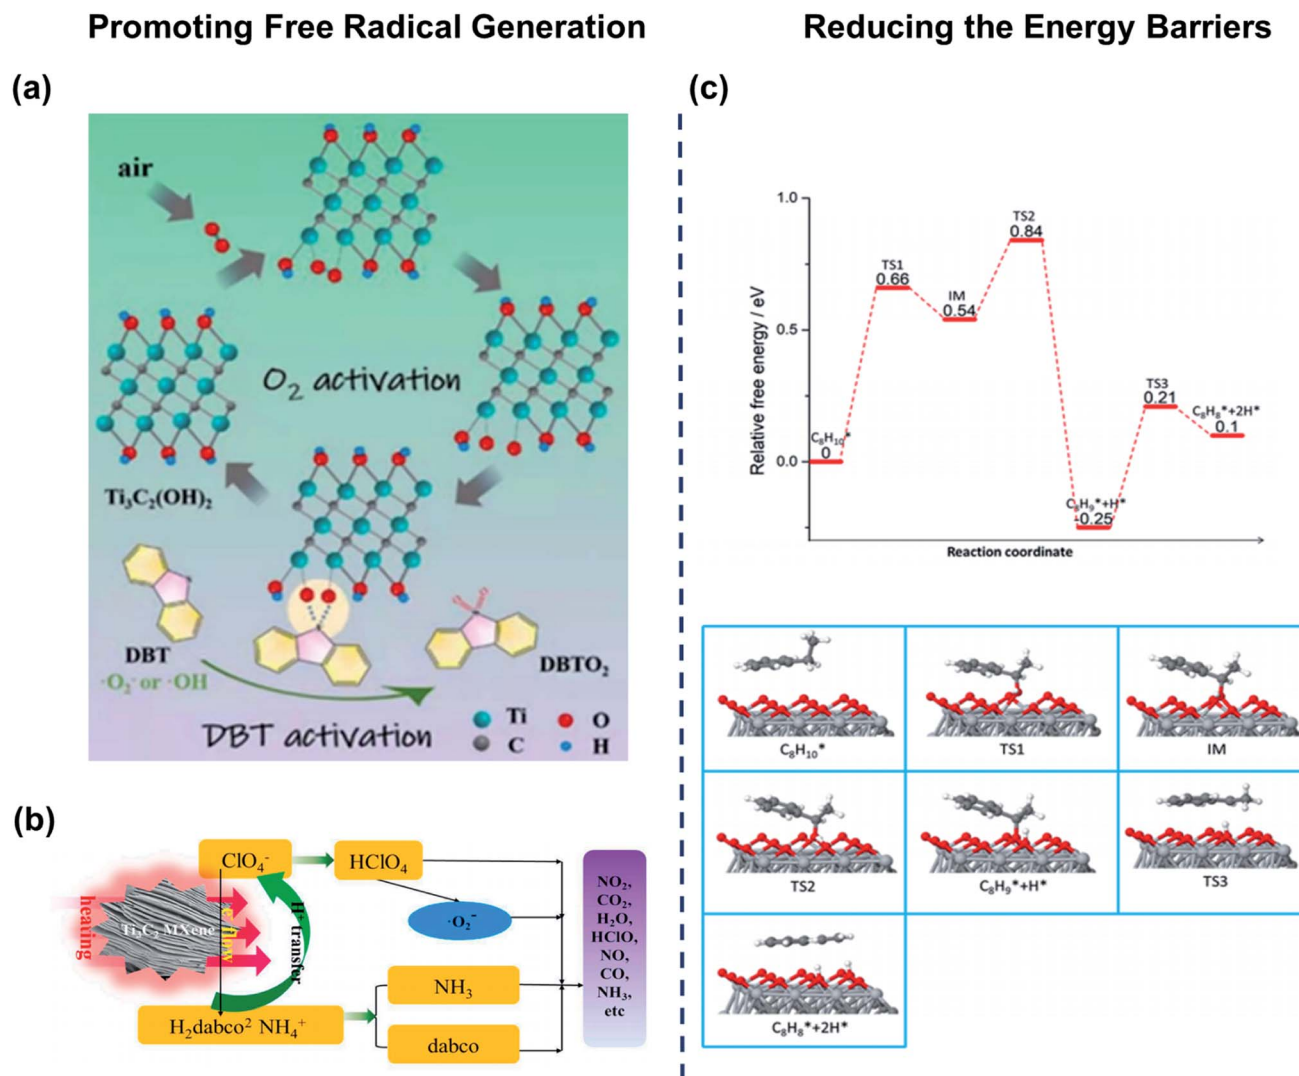 Promoting Free Radical Generation
Reducing the Energy Barriers
(a)
air
O₂ activation
Ti₃C₂(OH)₂
DBT
·O₂⁻ or ·OH
DBTO₂
DBT activation
Ti
O
C
H
(b)
heating
Ti₃C₂ MXene
e⁻ flow
H⁺ transfer
ClO₄⁻
HClO₄
·O₂⁻
H₂dabco² NH₄⁺
NH₃
dabco
NO₂,
CO₂,
H₂O,
HClO,
NO,
CO,
NH₃,
etc
(c)
Relative free energy / eV
1.0
0.5
0.0
C₈H₁₀*
0
TS1
0.66
IM
0.54
TS2
0.84
C₈H₉*+H*
-0.25
TS3
0.21
C₈H₈*+2H*
0.1
Reaction coordinate
C₈H₁₀*
TS1
IM
TS2
C₈H₉*+H*
TS3
C₈H₈*+2H*